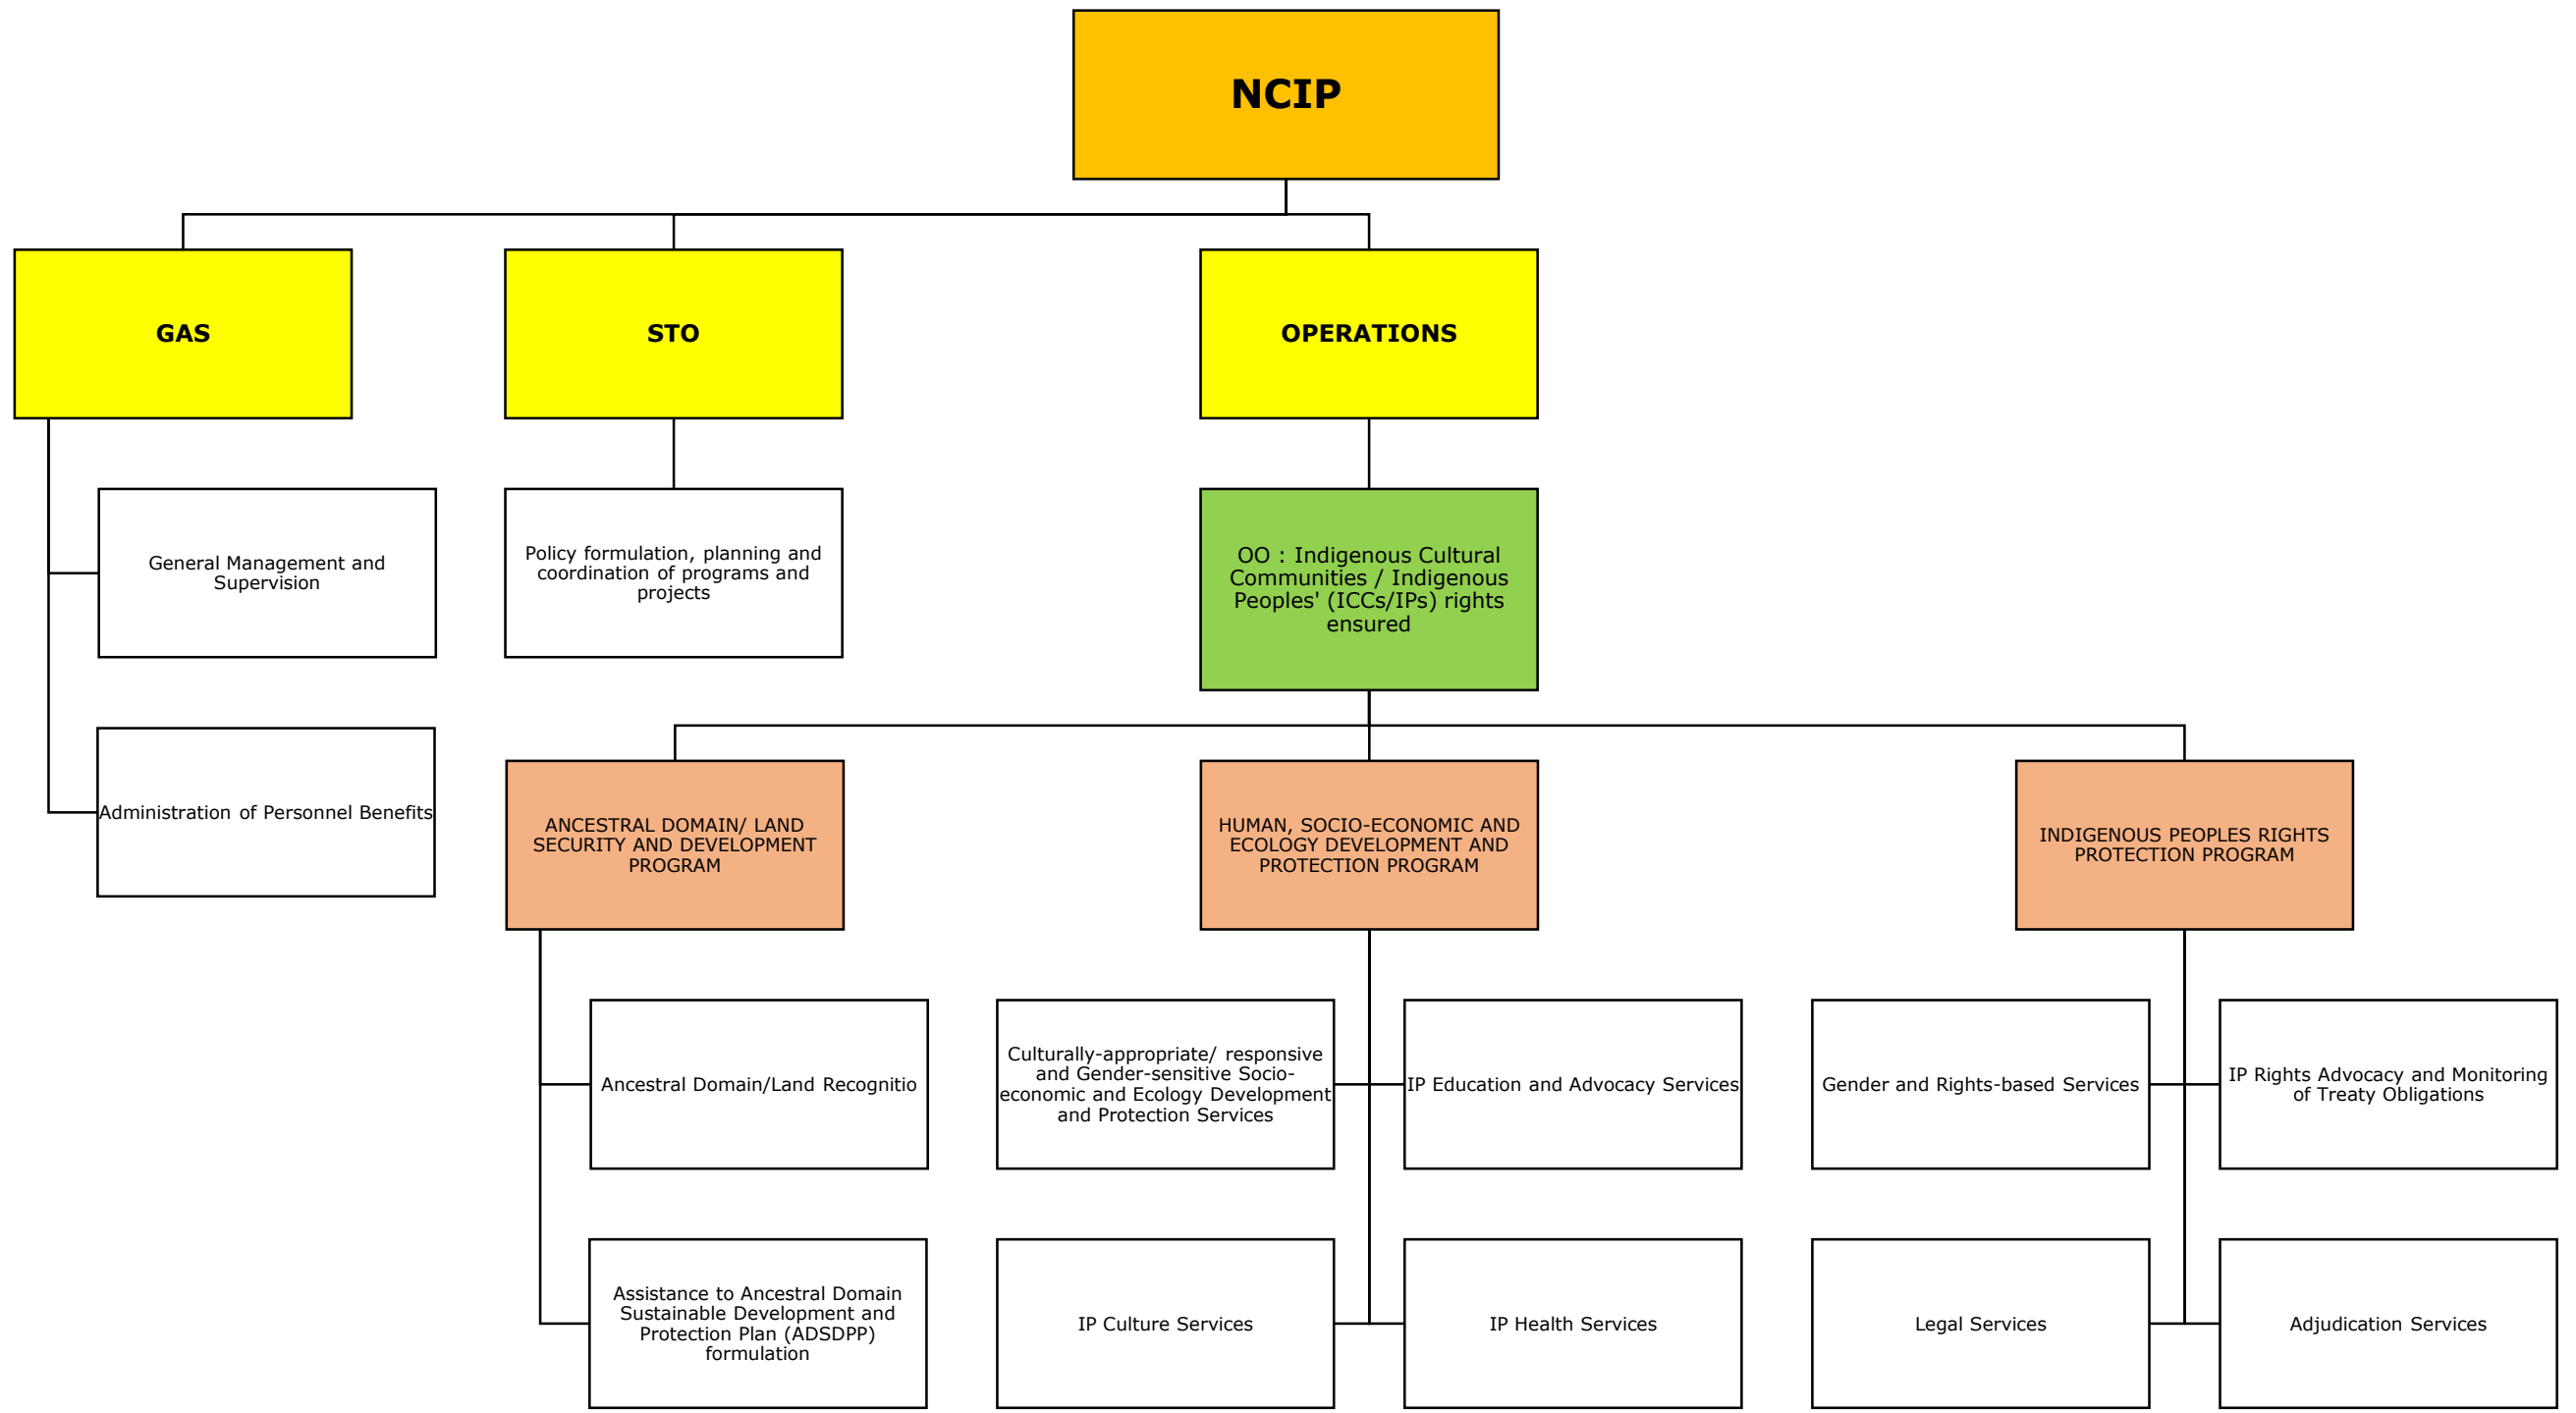 NCIP
GAS
STO
OPERATIONS
General Management and
Supervision
Policy formulation, planning and
coordination of programs and
projects
OO : Indigenous Cultural
Communities / Indigenous
Peoples' (ICCs/IPs) rights
ensured
Administration of Personnel Benefits
ANCESTRAL DOMAIN/ LAND
SECURITY AND DEVELOPMENT
PROGRAM
HUMAN, SOCIO-ECONOMIC AND
ECOLOGY DEVELOPMENT AND
PROTECTION PROGRAM
INDIGENOUS PEOPLES RIGHTS
PROTECTION PROGRAM
Ancestral Domain/Land Recognitio
Culturally-appropriate/ responsive
and Gender-sensitive Socio-
economic and Ecology Development
and Protection Services
IP Education and Advocacy Services
Gender and Rights-based Services
IP Rights Advocacy and Monitoring
of Treaty Obligations
Assistance to Ancestral Domain
Sustainable Development and
Protection Plan (ADSDPP)
formulation
IP Culture Services
IP Health Services
Legal Services
Adjudication Services